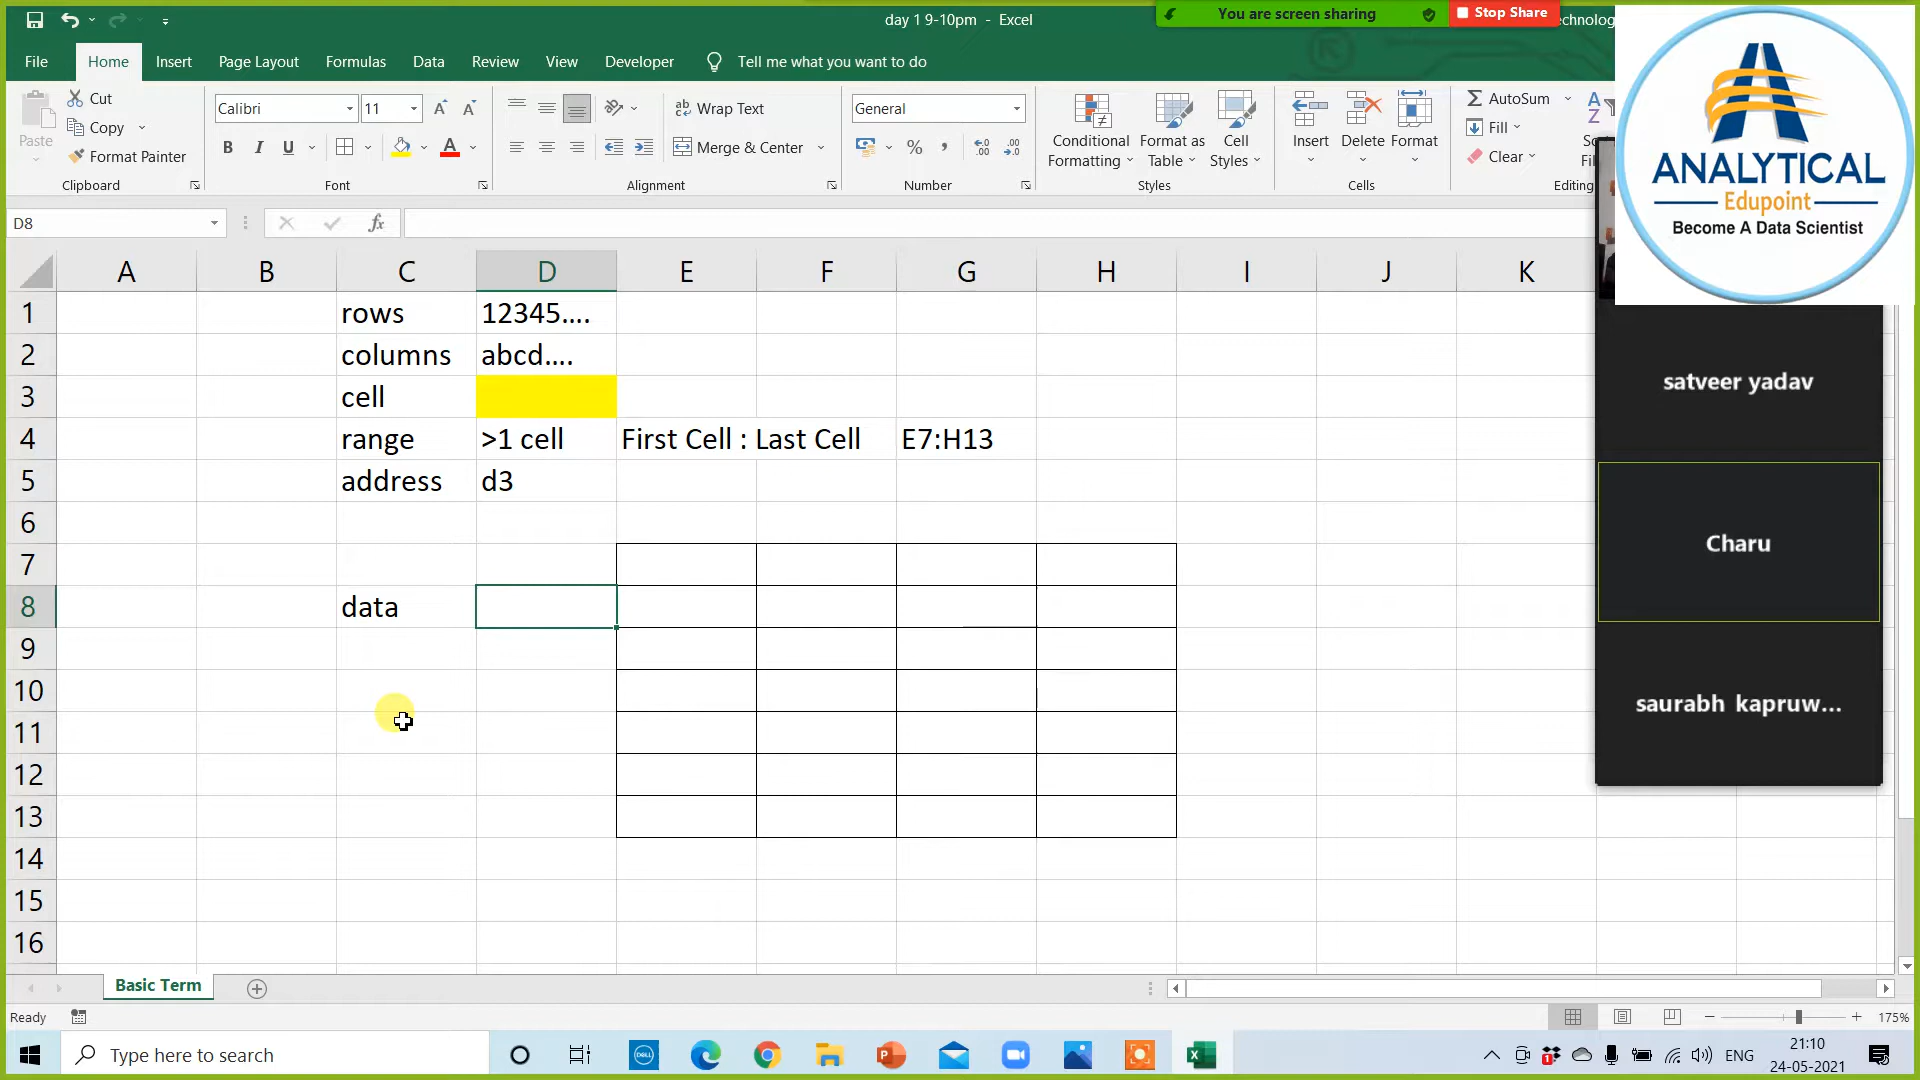 day 1 9-10pm - Excel
You are screen sharing
Stop Share
echnolog
File Home Insert Page Layout Formulas Data Review View Developer Tell me what you want to do
Paste
Cut
Copy
Format Painter
Clipboard
Calibri 11
B I U
Font
Wrap Text
Merge & Center
Alignment
General
%
Number
Conditional Formatting
Format as Table
Cell Styles
Styles
Insert Delete Format
Cells
AutoSum
Fill
Clear
Editing
ANALYTICAL
Edupoint
Become A Data Scientist
D8 fx
A B C D E F G H I J K
1 rows 12345....
2 columns abcd....
3 cell
4 range >1 cell First Cell : Last Cell E7:H13
5 address d3
6
7
8 data
9
10
11
12
13
14
15
16
satveer yadav
Charu
saurabh kapruw...
Basic Term
Ready
175%
Type here to search
DELL
ENG
21:10
24-05-2021